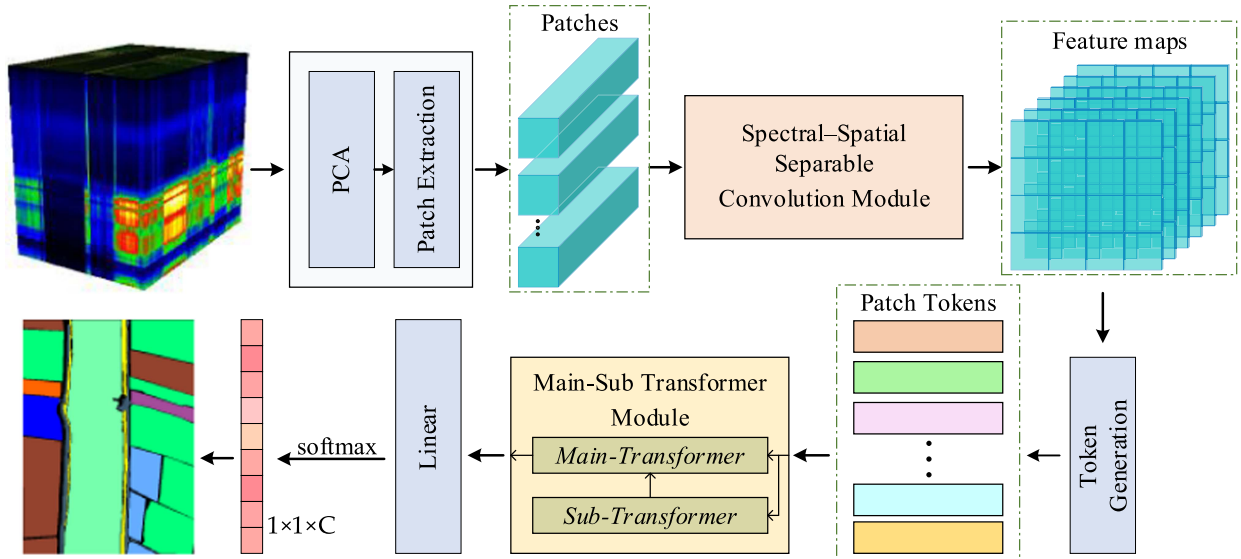 Patches
Feature maps
PCA
Patch Extraction
Spectral–Spatial
Separable
Convolution Module
Patch Tokens
Token
Generation
Main-Sub Transformer
Module
Main-Transformer
Sub-Transformer
Linear
softmax
1×1×C